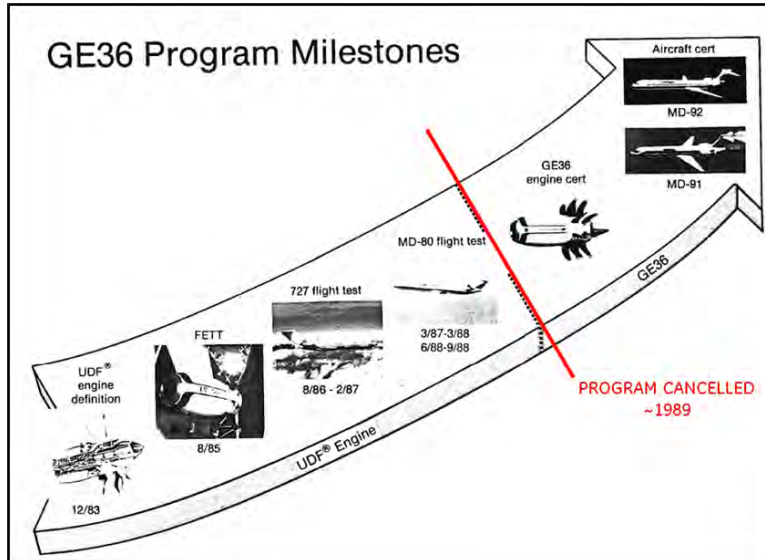 GE36 Program Milestones
UDF® engine
definition
12/83
FETT
8/85
727 flight test
8/86 - 2/87
MD-80 flight test
3/87-3/88
6/88-9/88
GE36
engine cert
Aircraft cert
MD-92
MD-91
UDF® Engine
GE36
PROGRAM CANCELLED
~1989